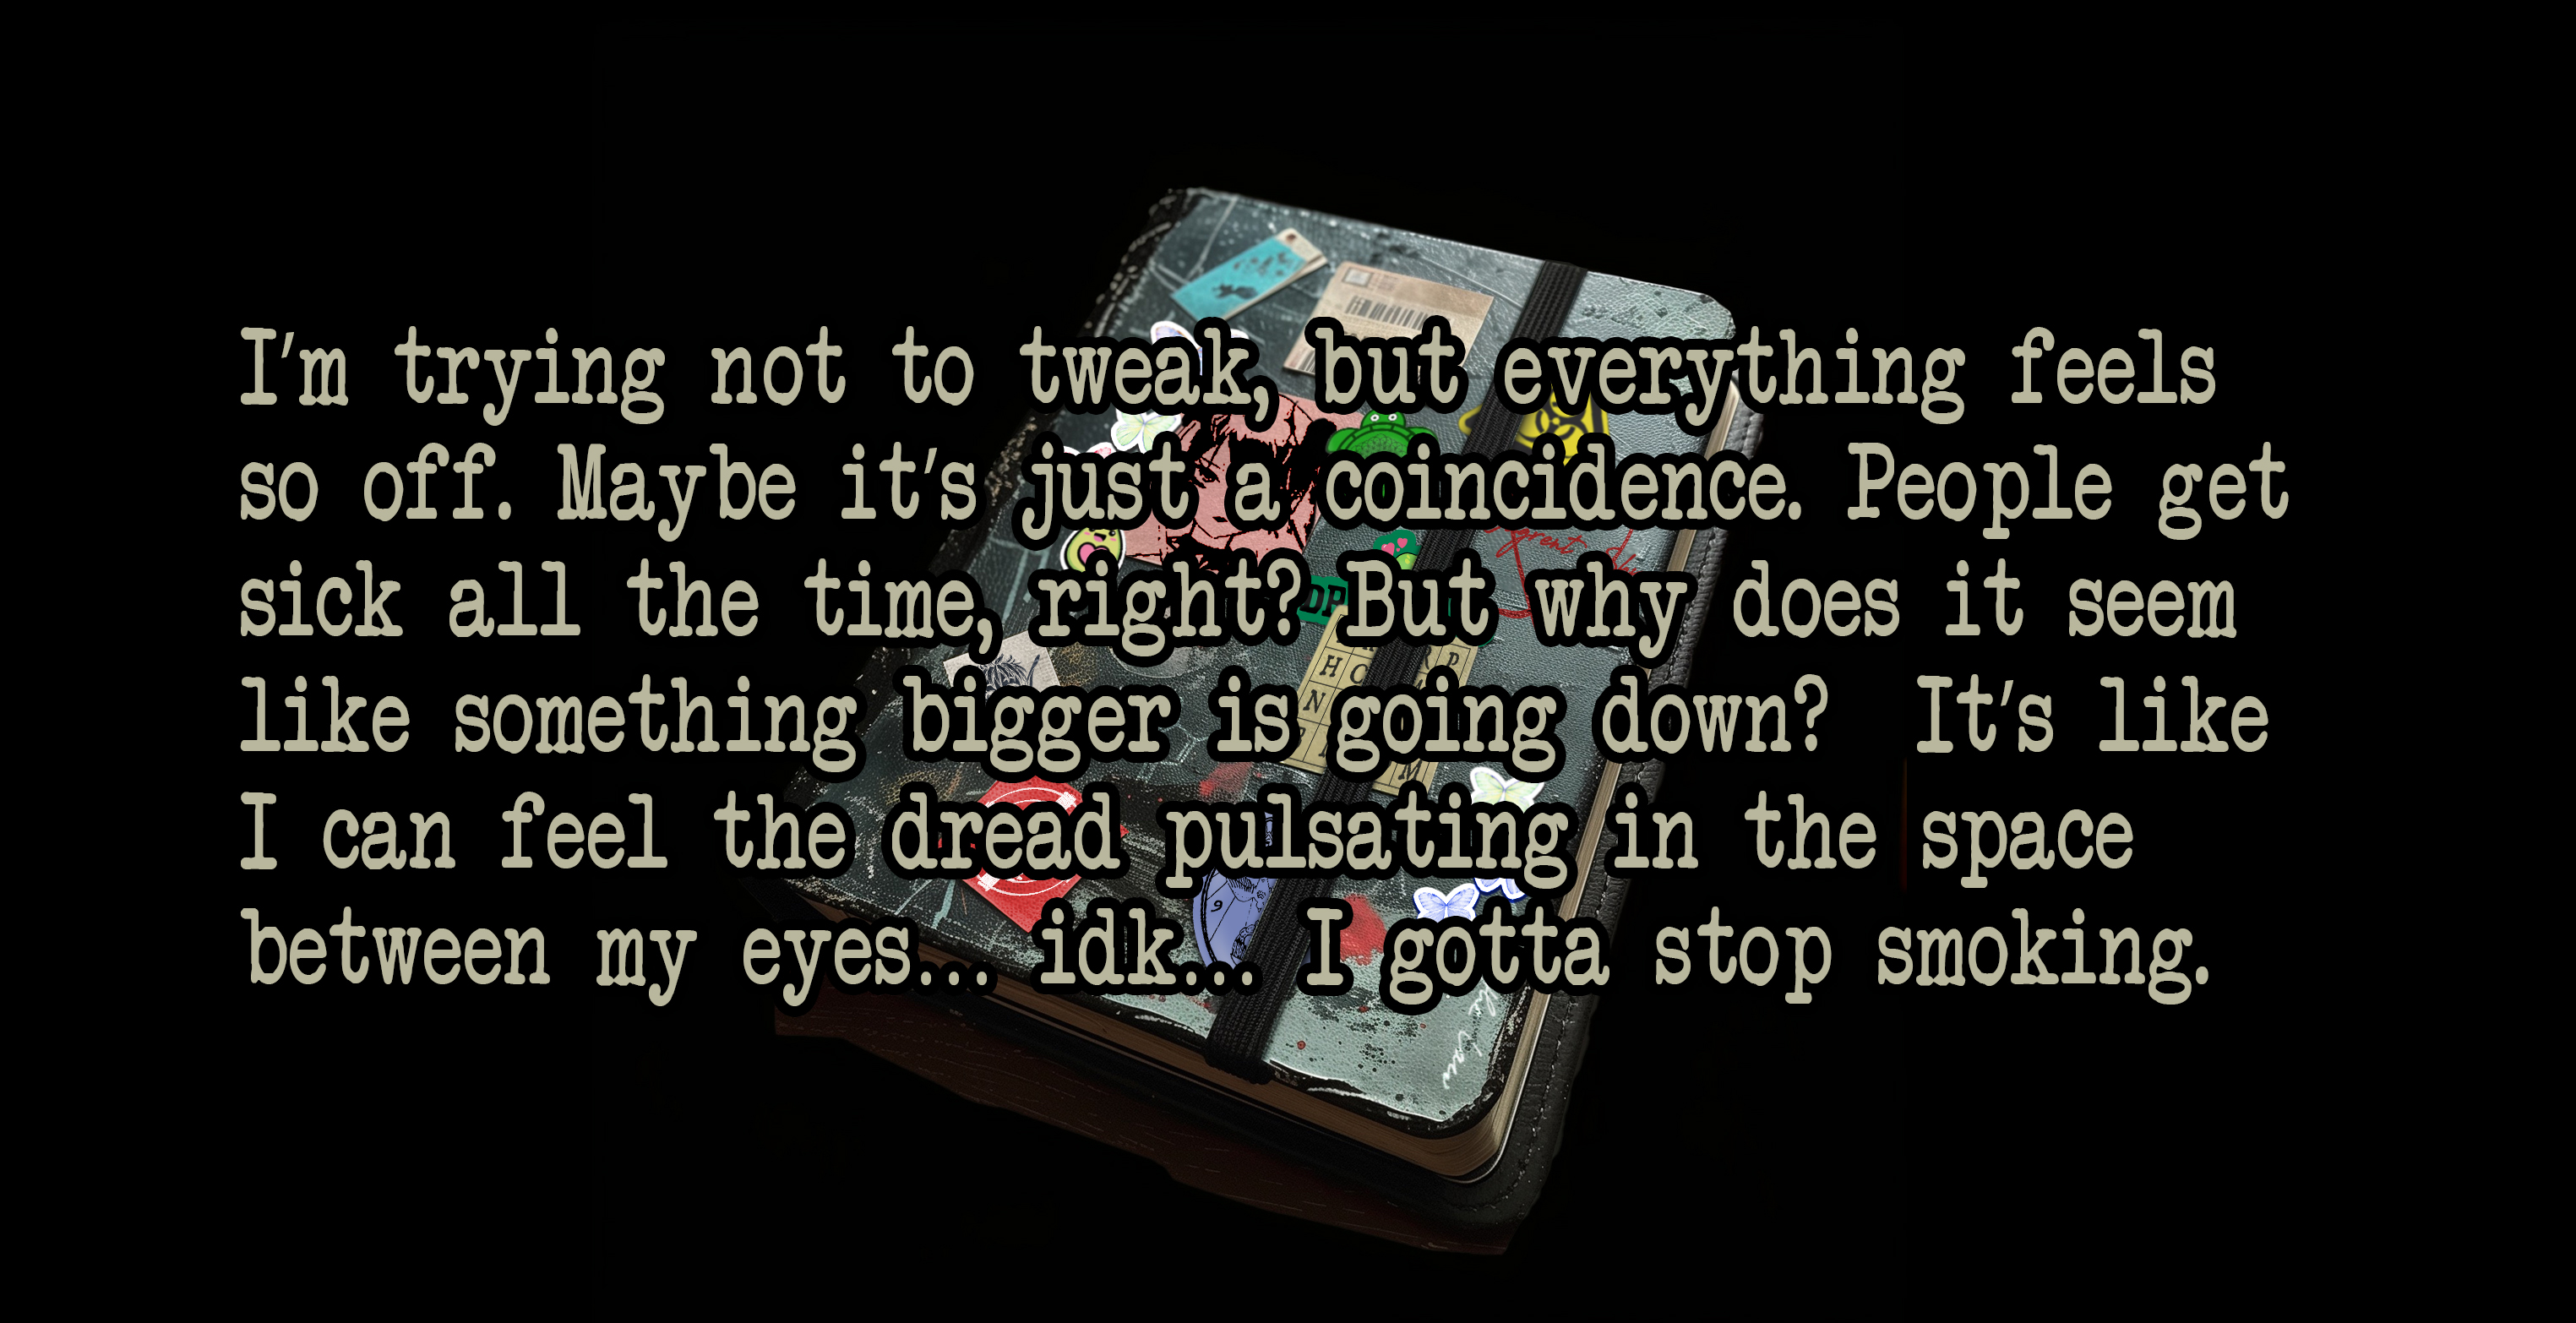 I'm trying not to tweak, but everything feels
so off. Maybe it's just a coincidence. People get
sick all the time, right? But why does it seem
like something bigger is going down?  It's like
I can feel the dread pulsating in the space
between my eyes... idk... I gotta stop smoking.